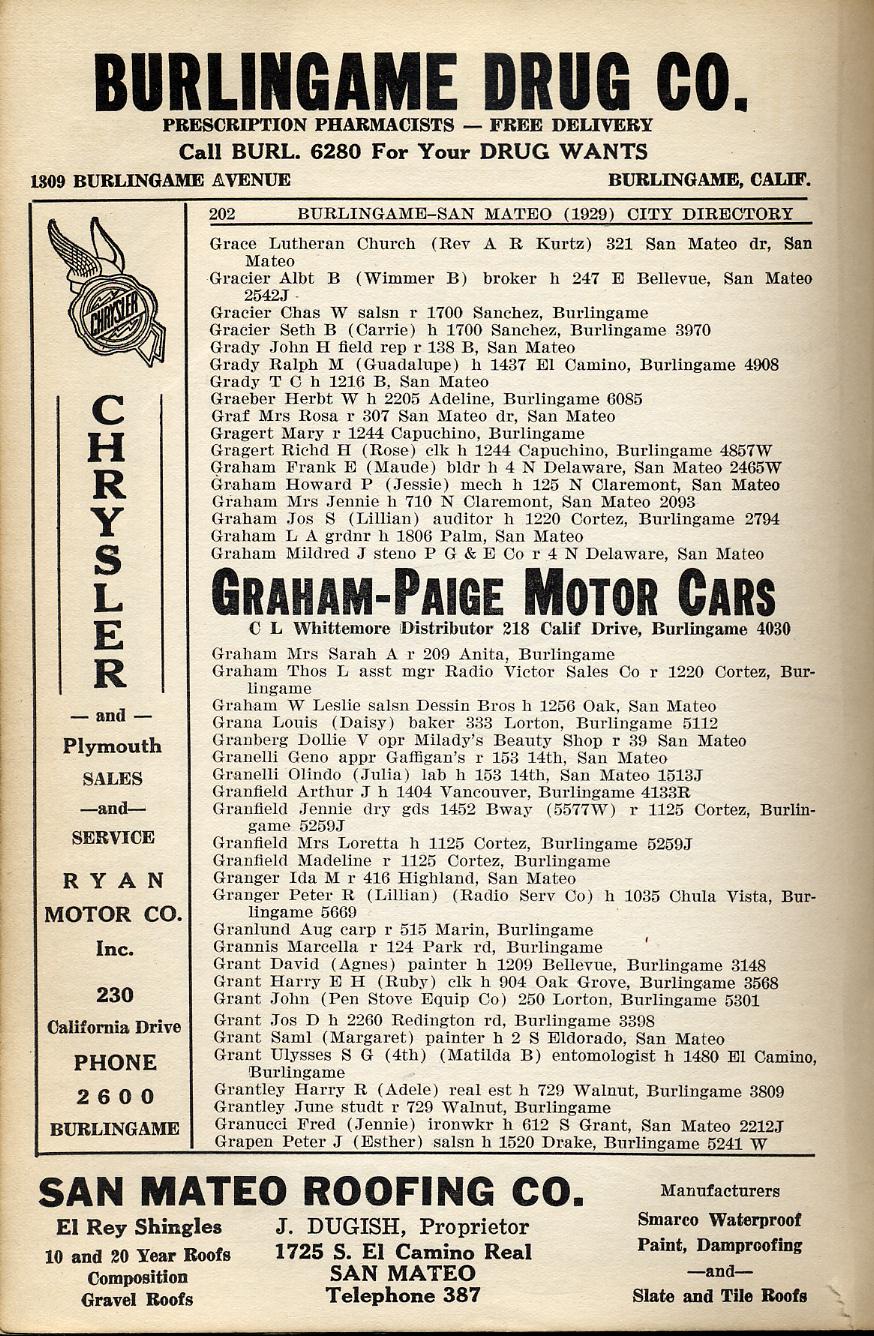 BURLINGAME DRUG CO.
PRESCRIPTION PHARMACISTS — FREE DELIVERY
Call BURL. 6280 For Your DRUG WANTS
1309 BURLINGAME AVENUE BURLINGAME, CALIF.
CHRYSLER
CHRYSLER
— and —
Plymouth
SALES
—and—
SERVICE
RYAN
MOTOR CO.
Inc.
230
California Drive
PHONE
2600
BURLINGAME
202 BURLINGAME–SAN MATEO (1929) CITY DIRECTORY
Grace Lutheran Church (Rev A R Kurtz) 321 San Mateo dr, San
Mateo
Gracier Albt B (Wimmer B) broker h 247 E Bellevue, San Mateo
2542J
Gracier Chas W salsn r 1700 Sanchez, Burlingame
Gracier Seth B (Carrie) h 1700 Sanchez, Burlingame 3970
Grady John H field rep r 138 B, San Mateo
Grady Ralph M (Guadalupe) h 1437 El Camino, Burlingame 4908
Grady T C h 1216 B, San Mateo
Graeber Herbt W h 2205 Adeline, Burlingame 6085
Graf Mrs Rosa r 307 San Mateo dr, San Mateo
Gragert Mary r 1244 Capuchino, Burlingame
Gragert Richd H (Rose) clk h 1244 Capuchino, Burlingame 4857W
Graham Frank E (Maude) bldr h 4 N Delaware, San Mateo 2465W
Graham Howard P (Jessie) mech h 125 N Claremont, San Mateo
Graham Mrs Jennie h 710 N Claremont, San Mateo 2093
Graham Jos S (Lillian) auditor h 1220 Cortez, Burlingame 2794
Graham L A grdnr h 1806 Palm, San Mateo
Graham Mildred J steno P G & E Co r 4 N Delaware, San Mateo
GRAHAM-PAIGE MOTOR CARS
C L Whittemore Distributor 218 Calif Drive, Burlingame 4030
Graham Mrs Sarah A r 209 Anita, Burlingame
Graham Thos L asst mgr Radio Victor Sales Co r 1220 Cortez, Bur-
lingame
Graham W Leslie salsn Dessin Bros h 1256 Oak, San Mateo
Grana Louis (Daisy) baker 333 Lorton, Burlingame 5112
Granberg Dollie V opr Milady's Beauty Shop r 39 San Mateo
Granelli Geno appr Gaffigan's r 153 14th, San Mateo
Granelli Olindo (Julia) lab h 153 14th, San Mateo 1513J
Granfield Arthur J h 1404 Vancouver, Burlingame 4133R
Granfield Jennie dry gds 1452 Bway (5577W) r 1125 Cortez, Burlin-
game 5259J
Granfield Mrs Loretta h 1125 Cortez, Burlingame 5259J
Granfield Madeline r 1125 Cortez, Burlingame
Granger Ida M r 416 Highland, San Mateo
Granger Peter R (Lillian) (Radio Serv Co) h 1035 Chula Vista, Bur-
lingame 5669
Granlund Aug carp r 515 Marin, Burlingame
Grannis Marcella r 124 Park rd, Burlingame
Grant David (Agnes) painter h 1209 Bellevue, Burlingame 3148
Grant Harry E H (Ruby) clk h 904 Oak Grove, Burlingame 3568
Grant John (Pen Stove Equip Co) 250 Lorton, Burlingame 5301
Grant Jos D h 2260 Redington rd, Burlingame 3398
Grant Saml (Margaret) painter h 2 S Eldorado, San Mateo
Grant Ulysses S G (4th) (Matilda B) entomologist h 1480 El Camino,
Burlingame
Grantley Harry R (Adele) real est h 729 Walnut, Burlingame 3809
Grantley June studt r 729 Walnut, Burlingame
Granucci Fred (Jennie) ironwkr h 612 S Grant, San Mateo 2212J
Grapen Peter J (Esther) salsn h 1520 Drake, Burlingame 5241 W
SAN MATEO ROOFING CO.
El Rey Shingles
10 and 20 Year Roofs
Composition
Gravel Roofs
J. DUGISH, Proprietor
1725 S. El Camino Real
SAN MATEO
Telephone 387
Manufacturers
Smarco Waterproof
Paint, Damproofing
—and—
Slate and Tile Roofs